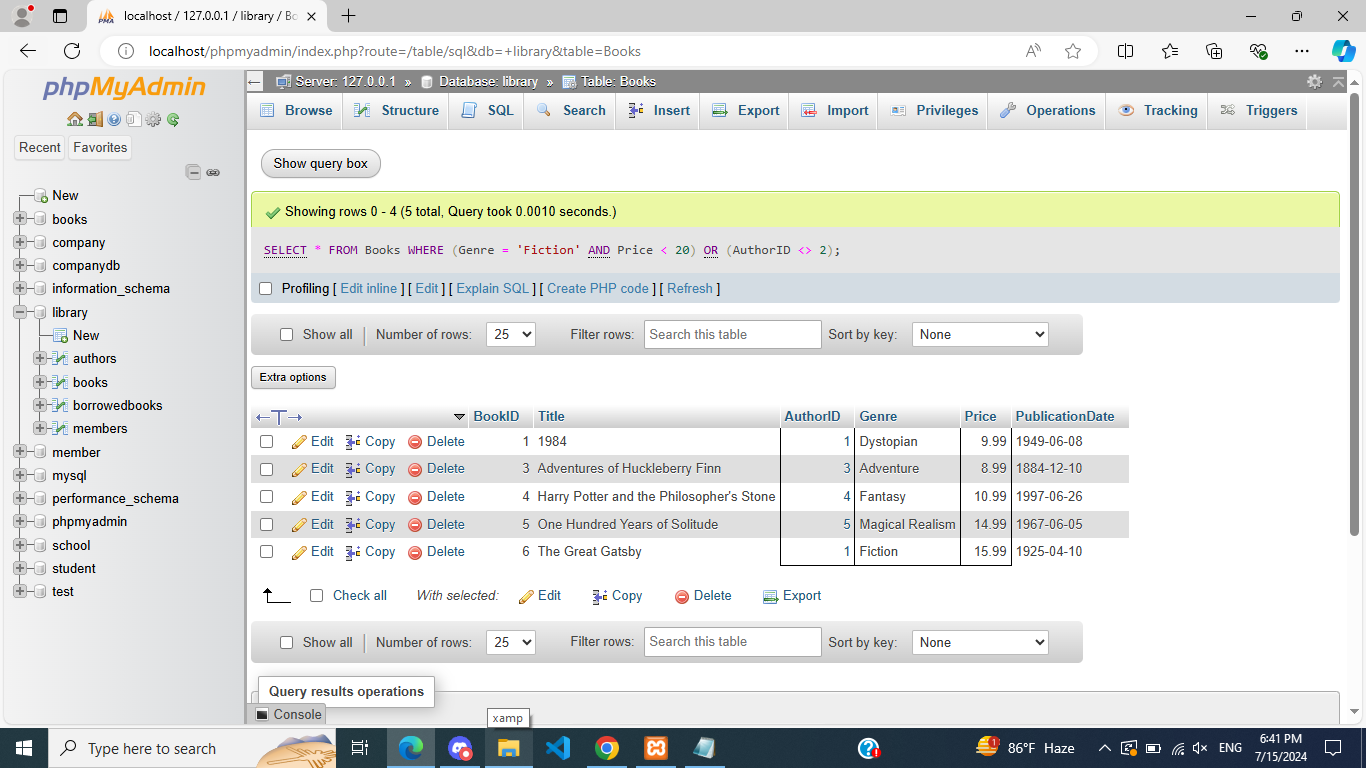 localhost / 127.0.0.1 / library / Bo
localhost/phpmyadmin/index.php?route=/table/sql&db=+library&table=Books
phpMyAdmin
Recent Favorites
New
books
company
companydb
information_schema
library
New
authors
books
borrowedbooks
members
member
mysql
performance_schema
phpmyadmin
school
student
test
Server: 127.0.0.1 » Database: library » Table: Books
Browse Structure SQL Search Insert Export Import Privileges Operations Tracking Triggers
Show query box
Showing rows 0 - 4 (5 total, Query took 0.0010 seconds.)
SELECT * FROM Books WHERE (Genre = 'Fiction' AND Price < 20) OR (AuthorID <> 2);
Profiling [ Edit inline ] [ Edit ] [ Explain SQL ] [ Create PHP code ] [ Refresh ]
Show all Number of rows: 25 Filter rows: Search this table Sort by key: None
Extra options
BookID Title AuthorID Genre Price PublicationDate
Edit Copy Delete 1 1984 1 Dystopian 9.99 1949-06-08
Edit Copy Delete 3 Adventures of Huckleberry Finn 3 Adventure 8.99 1884-12-10
Edit Copy Delete 4 Harry Potter and the Philosopher's Stone 4 Fantasy 10.99 1997-06-26
Edit Copy Delete 5 One Hundred Years of Solitude 5 Magical Realism 14.99 1967-06-05
Edit Copy Delete 6 The Great Gatsby 1 Fiction 15.99 1925-04-10
Check all With selected: Edit Copy Delete Export
Show all Number of rows: 25 Filter rows: Search this table Sort by key: None
Query results operations
Console
xamp
Type here to search
1 86°F Haze ENG 6:41 PM
7/15/2024